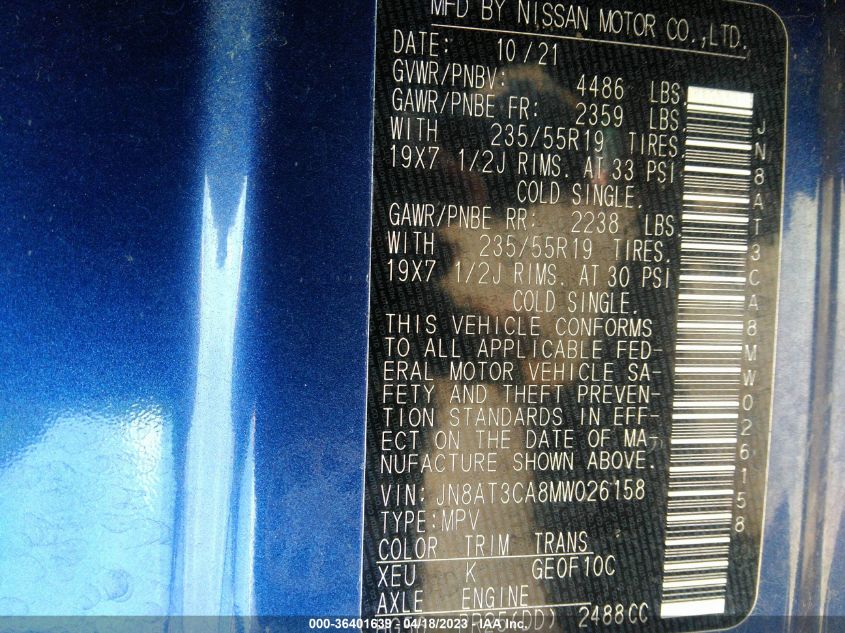 MFD BY NISSAN MOTOR CO.,LTD.
DATE: 10/21
GVWR/PNBV: 4486 LBS.
GAWR/PNBE FR: 2359 LBS.
WITH 235/55R19 TIRES.
19X7 1/2J RIMS. AT 33 PSI
COLD SINGLE.
GAWR/PNBE RR: 2238 LBS.
WITH 235/55R19 TIRES.
19X7 1/2J RIMS. AT 30 PSI
COLD SINGLE.
THIS VEHICLE CONFORMS
TO ALL APPLICABLE FED-
ERAL MOTOR VEHICLE SA-
FETY AND THEFT PREVEN-
TION STANDARDS IN EFF-
ECT ON THE DATE OF MA-
NUFACTURE SHOWN ABOVE.
VIN: JN8AT3CA8MW026158
TYPE:MPV
COLOR TRIM TRANS
XEU K GE0F10C
AXLE ENGINE
2488CC
JN8AT3CA8MW026158
000-36401639 - 04/18/2023 - IAA Inc.